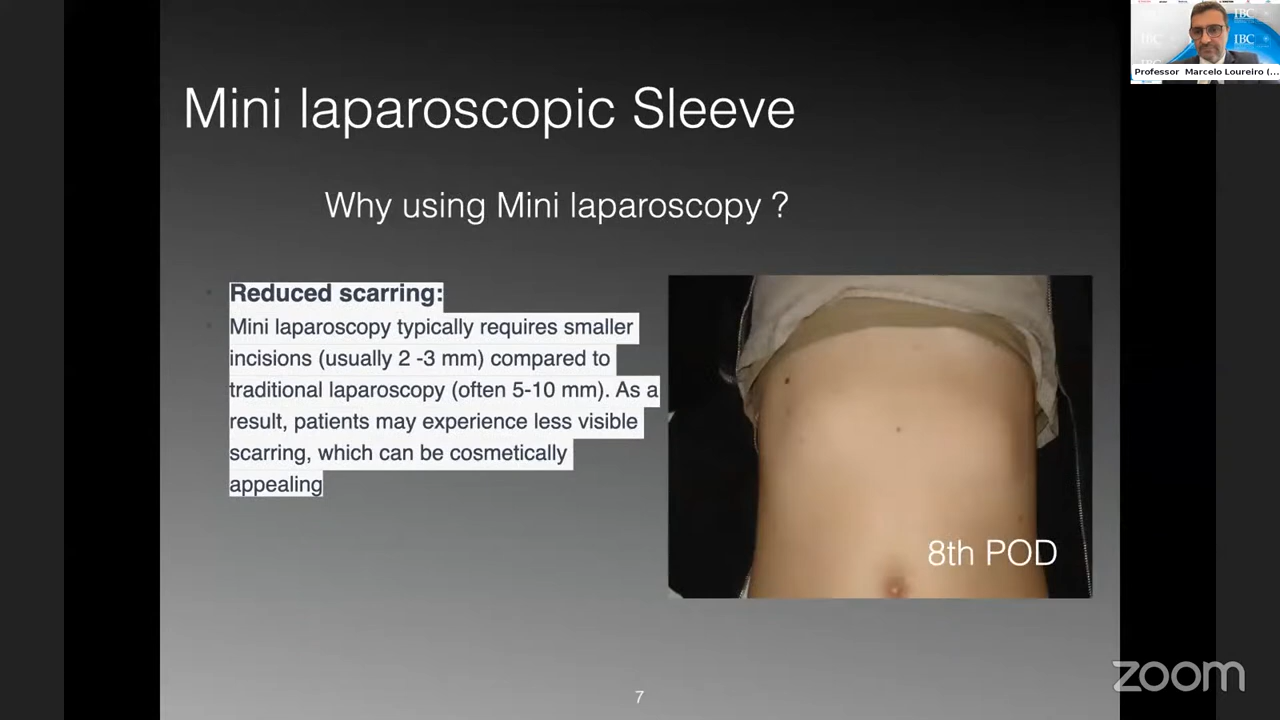 IBC
IBC
IBC
IBC
Professor Marcelo Loureiro (...
Mini laparoscopic Sleeve
Why using Mini laparoscopy ?
Reduced scarring:
Mini laparoscopy typically requires smaller
incisions (usually 2 -3 mm) compared to
traditional laparoscopy (often 5-10 mm). As a
result, patients may experience less visible
scarring, which can be cosmetically
appealing
8th POD
zoom
7